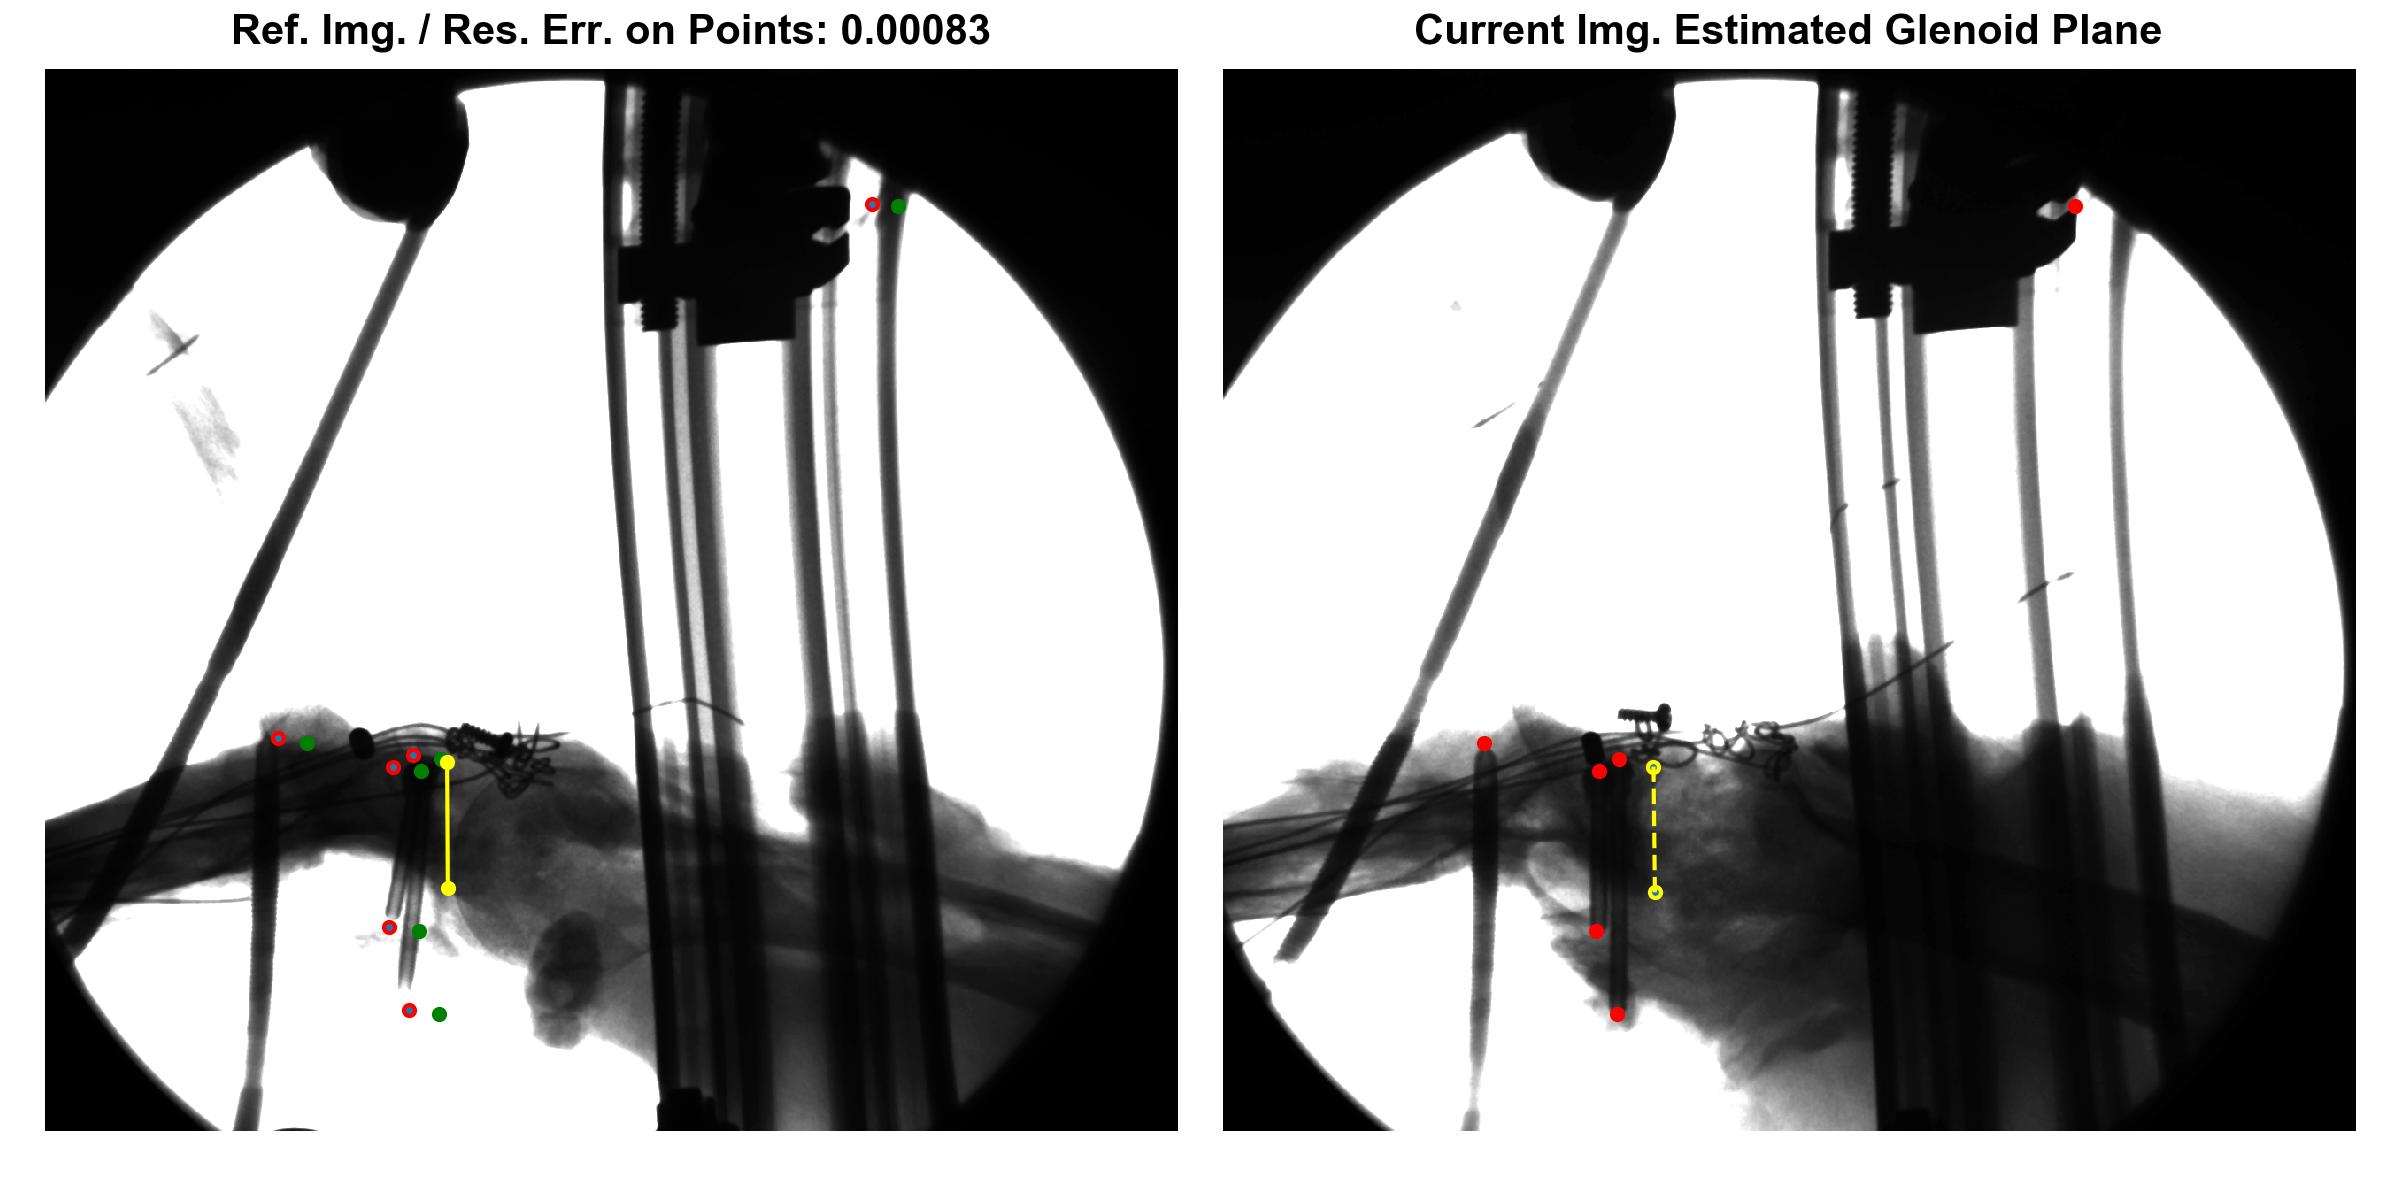 Ref. Img. / Res. Err. on Points: 0.00083
Current Img. Estimated Glenoid Plane